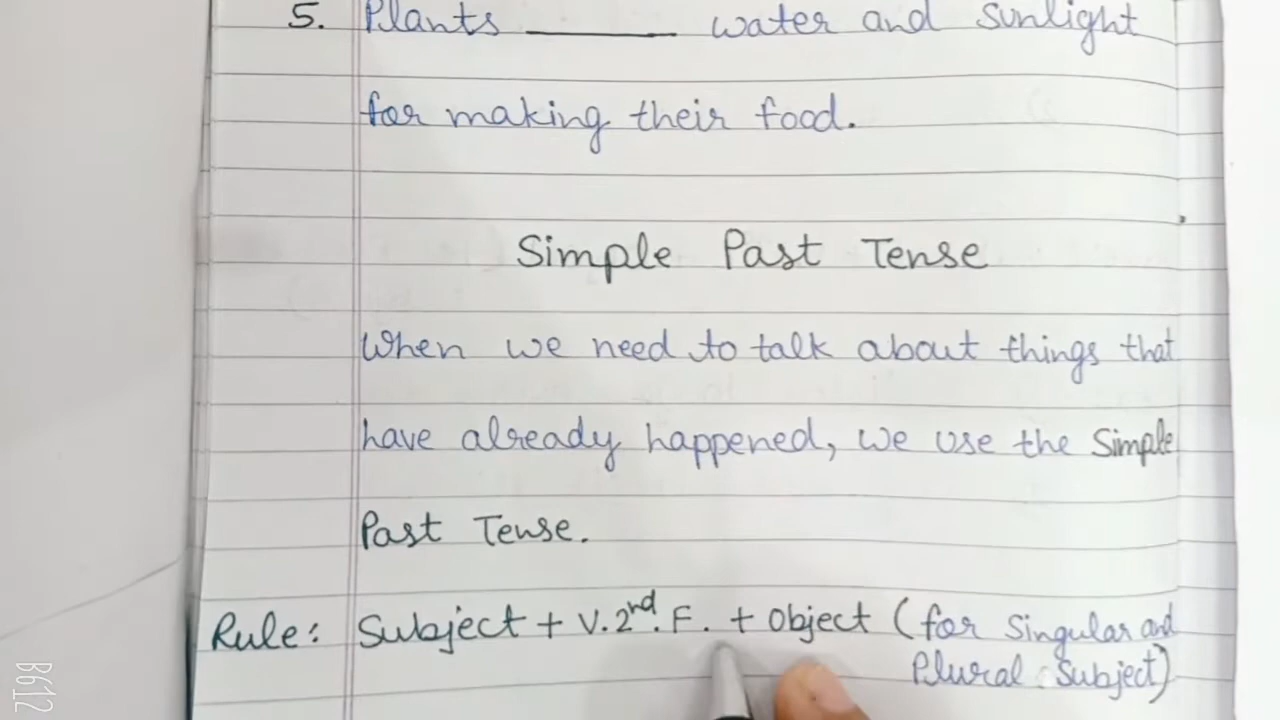 5. Plants ______ water and sunlight
for making their food.
Simple Past Tense
When we need to talk about things that
have already happened, we use the Simple
Past Tense.
Rule: Subject + V.2nd.F. + Object (for Singular and
Plural Subject)
B612